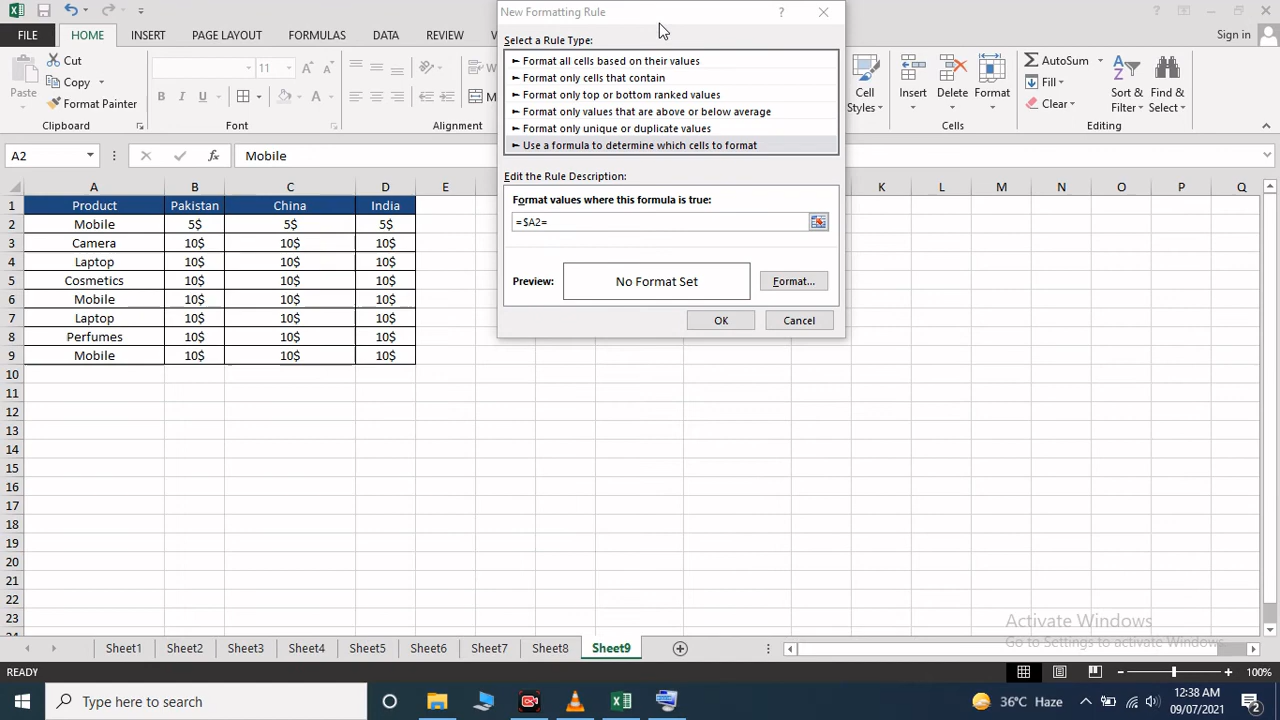 New Formatting Rule ? 
Sign in
FILE HOME INSERT PAGE LAYOUT FORMULAS DATA REVIEW
Select a Rule Type:
► Format all cells based on their values
► Format only cells that contain
► Format only top or bottom ranked values
► Format only values that are above or below average
► Format only unique or duplicate values
► Use a formula to determine which cells to format
Edit the Rule Description:
Format values where this formula is true:
=$A2=
Preview: No Format Set Format...
OK Cancel
Paste Cut
Copy
Format Painter
Clipboard
11
B I U
Font
Alignment
Cell Styles
Insert Delete Format
Cells
AutoSum
Fill
Clear
Sort & Filter
Find & Select
Editing
A2 fx Mobile
A B C D E K L M N O P Q
1 Product Pakistan China India
2 Mobile 5$ 5$ 5$
3 Camera 10$ 10$ 10$
4 Laptop 10$ 10$ 10$
5 Cosmetics 10$ 10$ 10$
6 Mobile 10$ 10$ 10$
7 Laptop 10$ 10$ 10$
8 Perfumes 10$ 10$ 10$
9 Mobile 10$ 10$ 10$
10
11
12
13
14
15
16
17
18
19
20
21
22
23
Activate Windows
Go to Settings to activate Windows.
Sheet1 Sheet2 Sheet3 Sheet4 Sheet5 Sheet6 Sheet7 Sheet8 Sheet9
READY 100%
Type here to search
36°C Haze
12:38 AM
09/07/2021
2